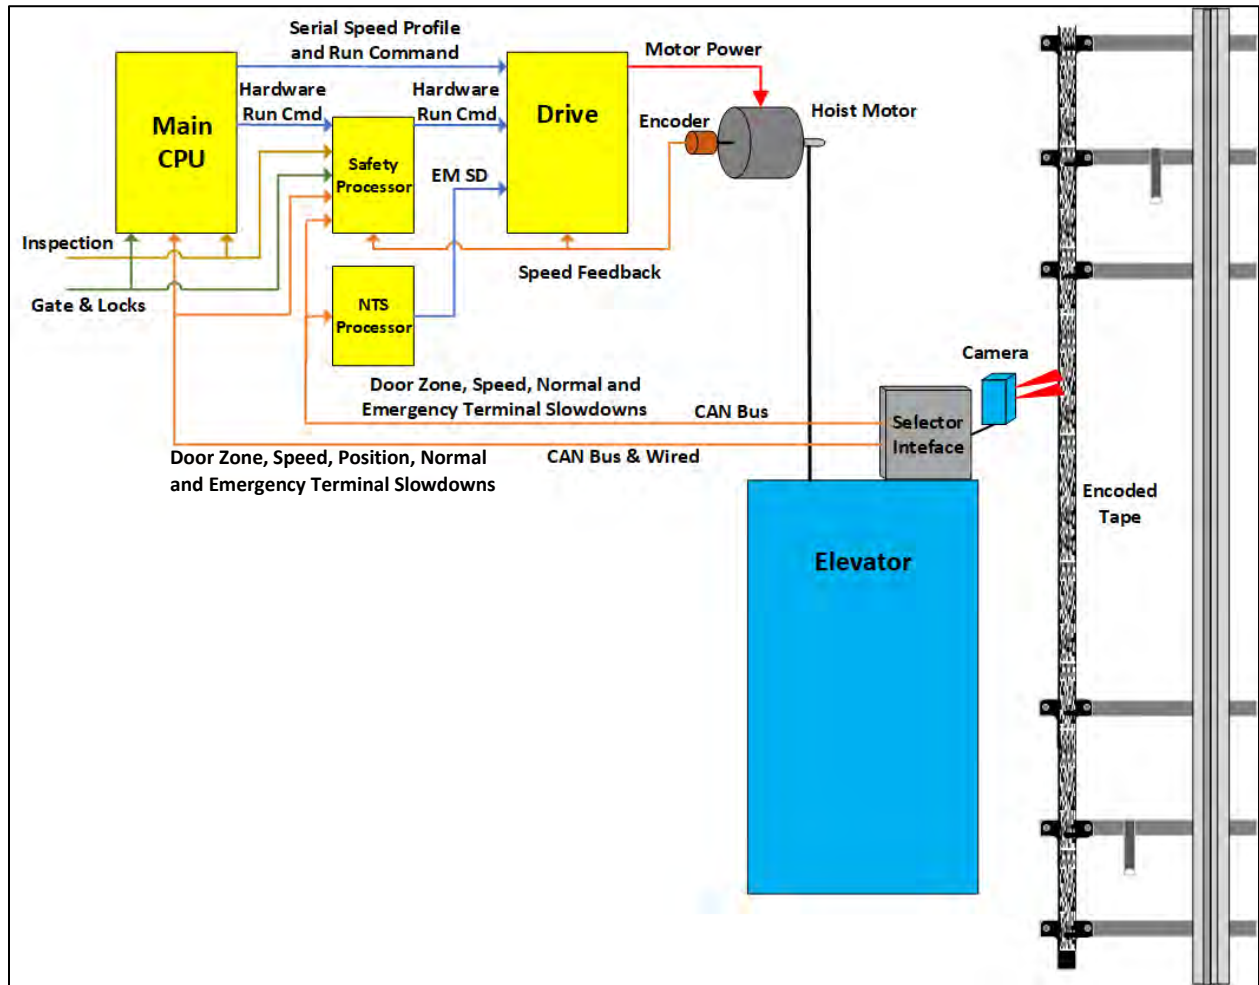 Serial Speed Profile
and Run Command
Motor Power
Hardware
Run Cmd
Hardware
Run Cmd
Main
CPU
Drive
Encoder
Hoist Motor
Safety
Processor
EM SD
Inspection
Speed Feedback
Gate & Locks
NTS
Processor
Camera
Door Zone, Speed, Normal and
Emergency Terminal Slowdowns
CAN Bus
Selector
Inteface
Door Zone, Speed, Position, Normal
and Emergency Terminal Slowdowns
CAN Bus & Wired
Encoded
Tape
Elevator